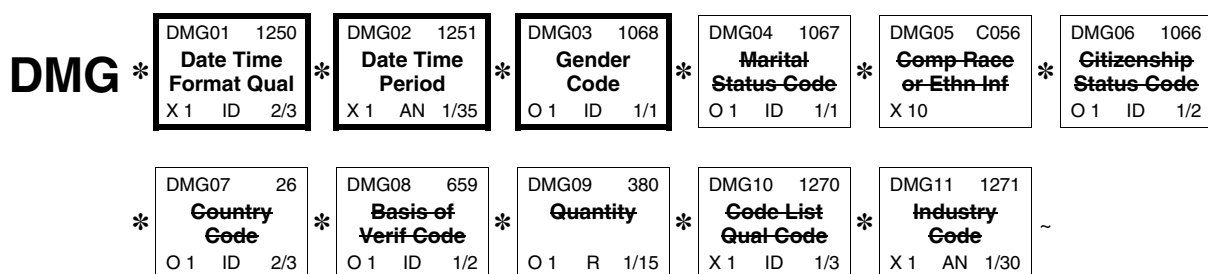 DMG * DMG01 1250 * DMG02 1251 * DMG03 1068 * DMG04 1067 * DMG05 C056 * DMG06 1066
Date Time Date Time Gender Marital Comp Race Citizenship
Format Qual Period Code Status Code or Ethn Inf Status Code
X 1 ID 2/3 X 1 AN 1/35 O 1 ID 1/1 O 1 ID 1/1 X 10 O 1 ID 1/2
* DMG07 26 * DMG08 659 * DMG09 380 * DMG10 1270 * DMG11 1271 ~
Country Basis of Quantity Code List Industry
Code Verif Code Qual Code Code
O 1 ID 2/3 O 1 ID 1/2 O 1 R 1/15 X 1 ID 1/3 X 1 AN 1/30